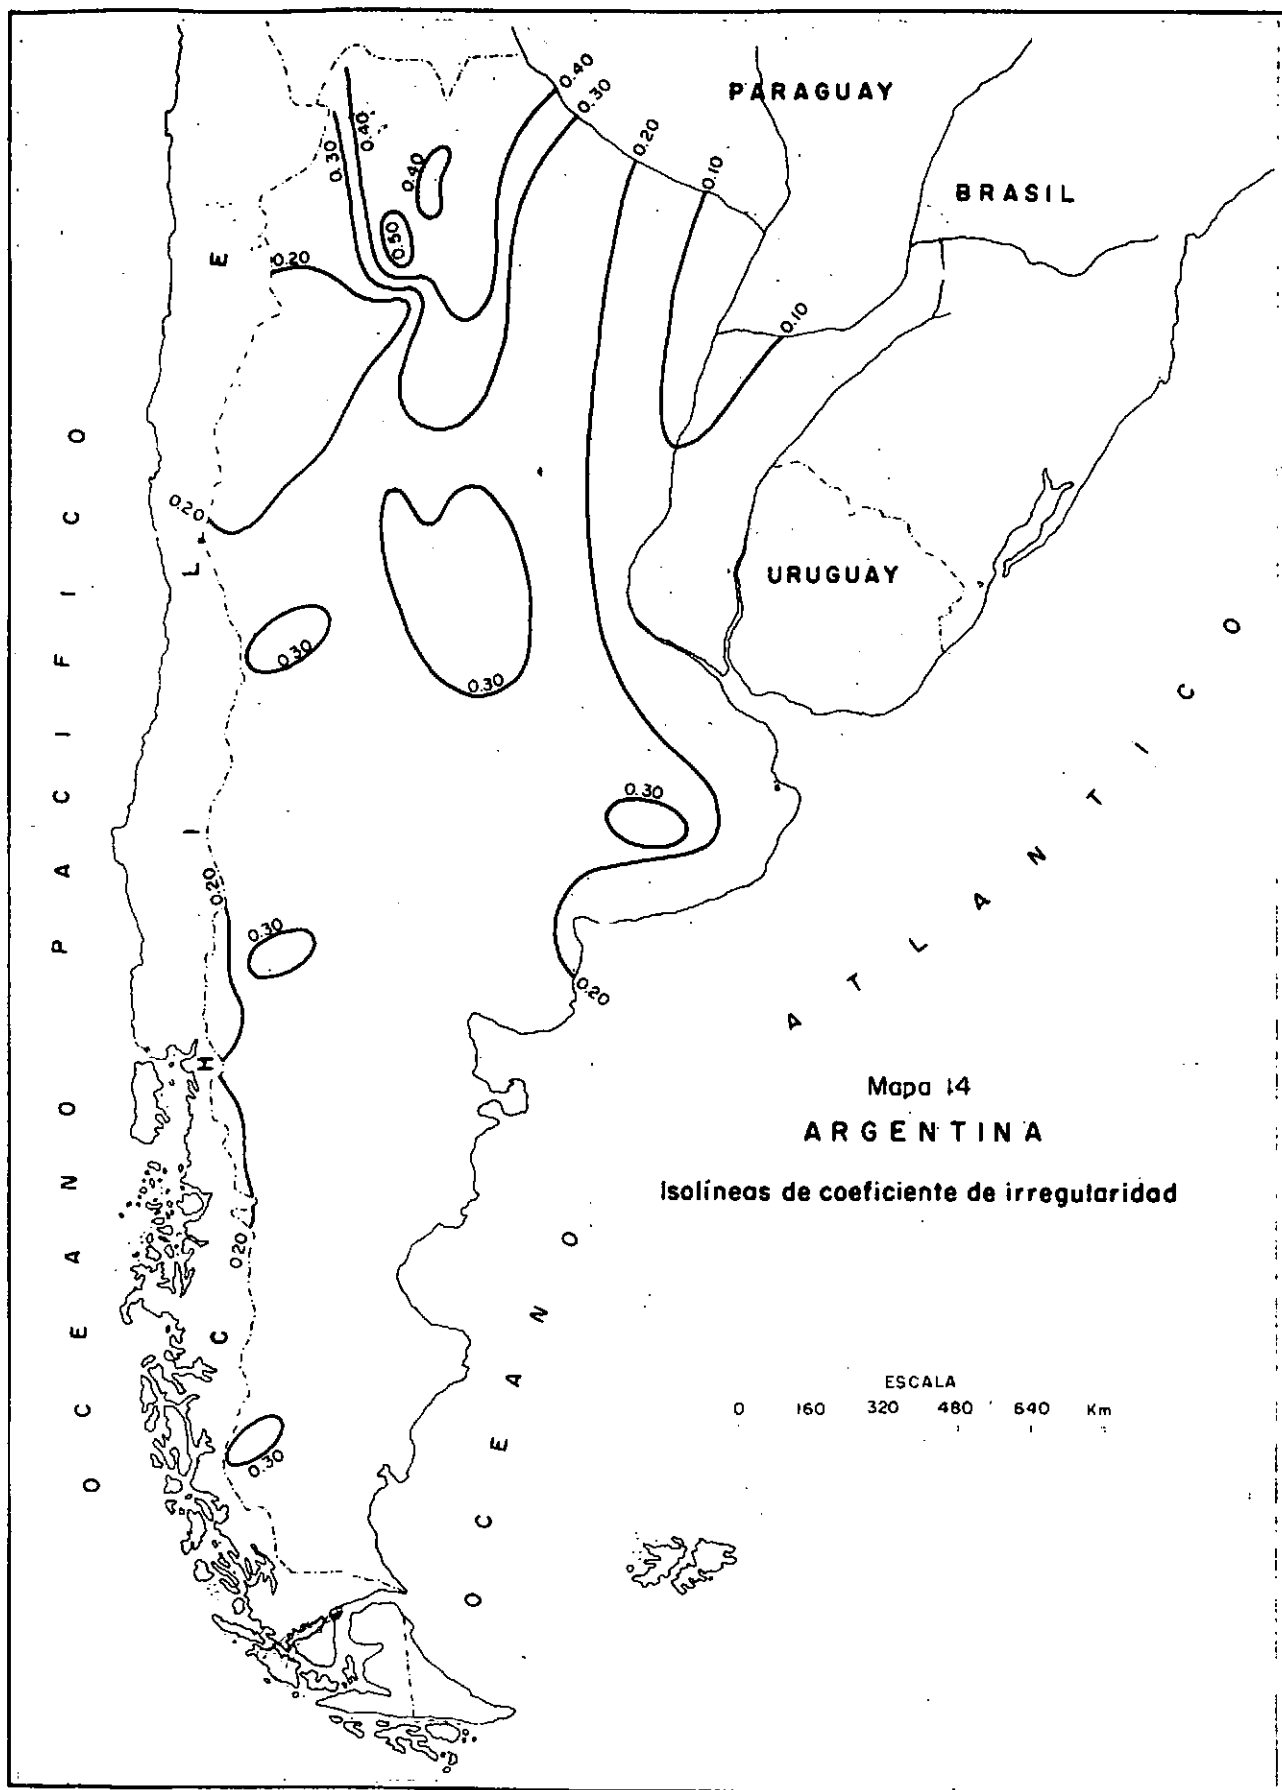 0.40
0.30
PARAGUAY
0.20
0.10
0.40
0.30
0.40
0.50
BRASIL
0.20
0.10
0.20
URUGUAY
0.30
0.30
0.30
0.20
0.30
0.20
0.20
0.30
CHILE
OCEANO PACIFICO
OCEANO ATLANTICO
Mapa 14
ARGENTINA
Isolíneas de coeficiente de irregularidad
ESCALA
0 160 320 480 640 Km